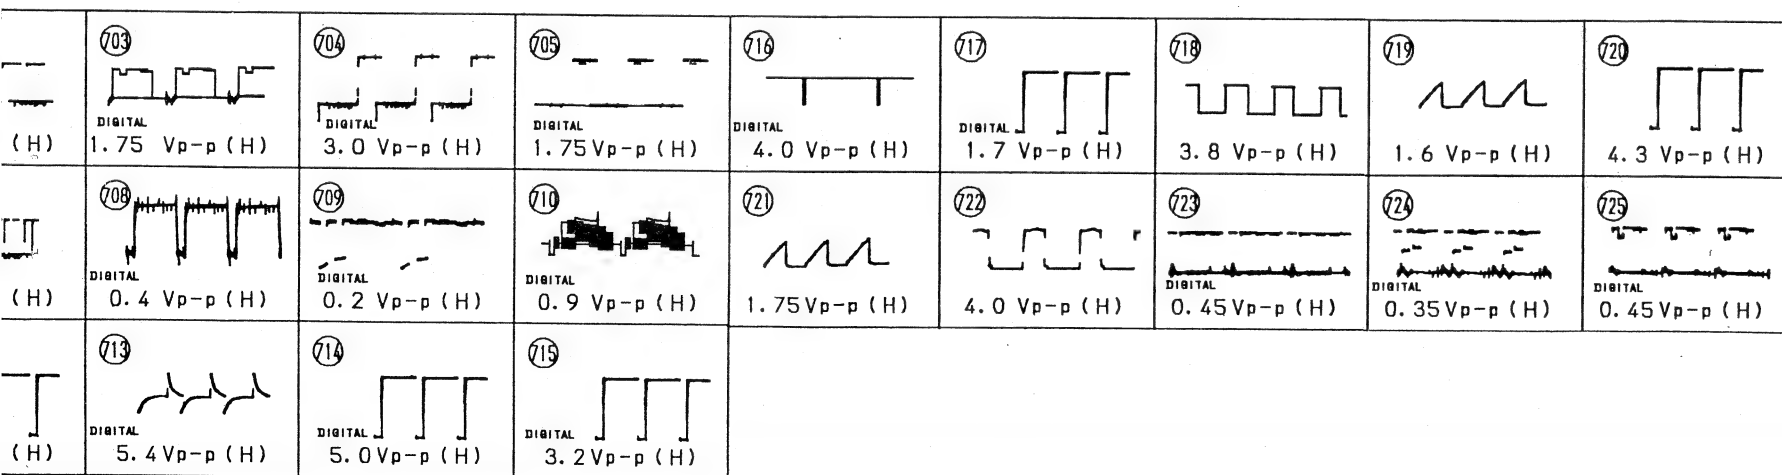 703
DIGITAL
1.75 Vp-p (H)
704
DIGITAL
3.0 Vp-p (H)
705
DIGITAL
1.75 Vp-p (H)
716
DIGITAL
4.0 Vp-p (H)
717
DIGITAL
1.7 Vp-p (H)
718
3.8 Vp-p (H)
719
1.6 Vp-p (H)
720
4.3 Vp-p (H)
(H)
708
DIGITAL
0.4 Vp-p (H)
709
DIGITAL
0.2 Vp-p (H)
710
DIGITAL
0.9 Vp-p (H)
721
1.75 Vp-p (H)
722
4.0 Vp-p (H)
723
DIGITAL
0.45 Vp-p (H)
724
DIGITAL
0.35 Vp-p (H)
725
DIGITAL
0.45 Vp-p (H)
(H)
713
DIGITAL
5.4 Vp-p (H)
714
DIGITAL
5.0 Vp-p (H)
715
DIGITAL
3.2 Vp-p (H)
(H)